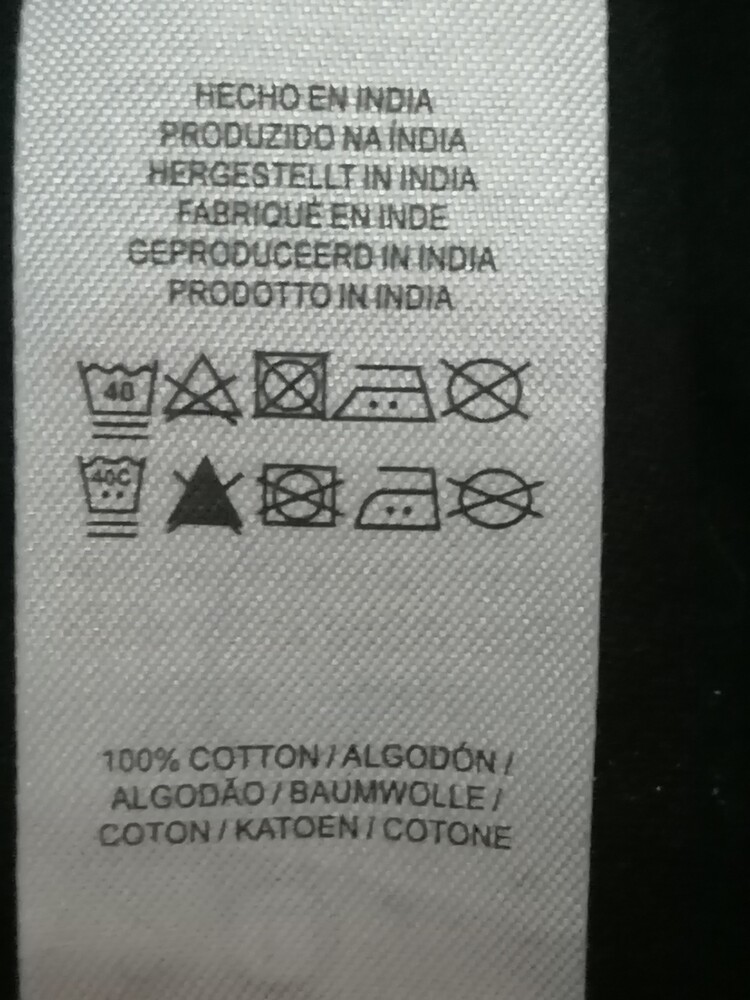 HECHO EN INDIA
PRODUZIDO NA ÍNDIA
HERGESTELLT IN INDIA
FABRIQUÉ EN INDE
GEPRODUCEERD IN INDIA
PRODOTTO IN INDIA
40
40C
100% COTTON / ALGODÓN /
ALGODÃO / BAUMWOLLE /
COTON / KATOEN / COTONE